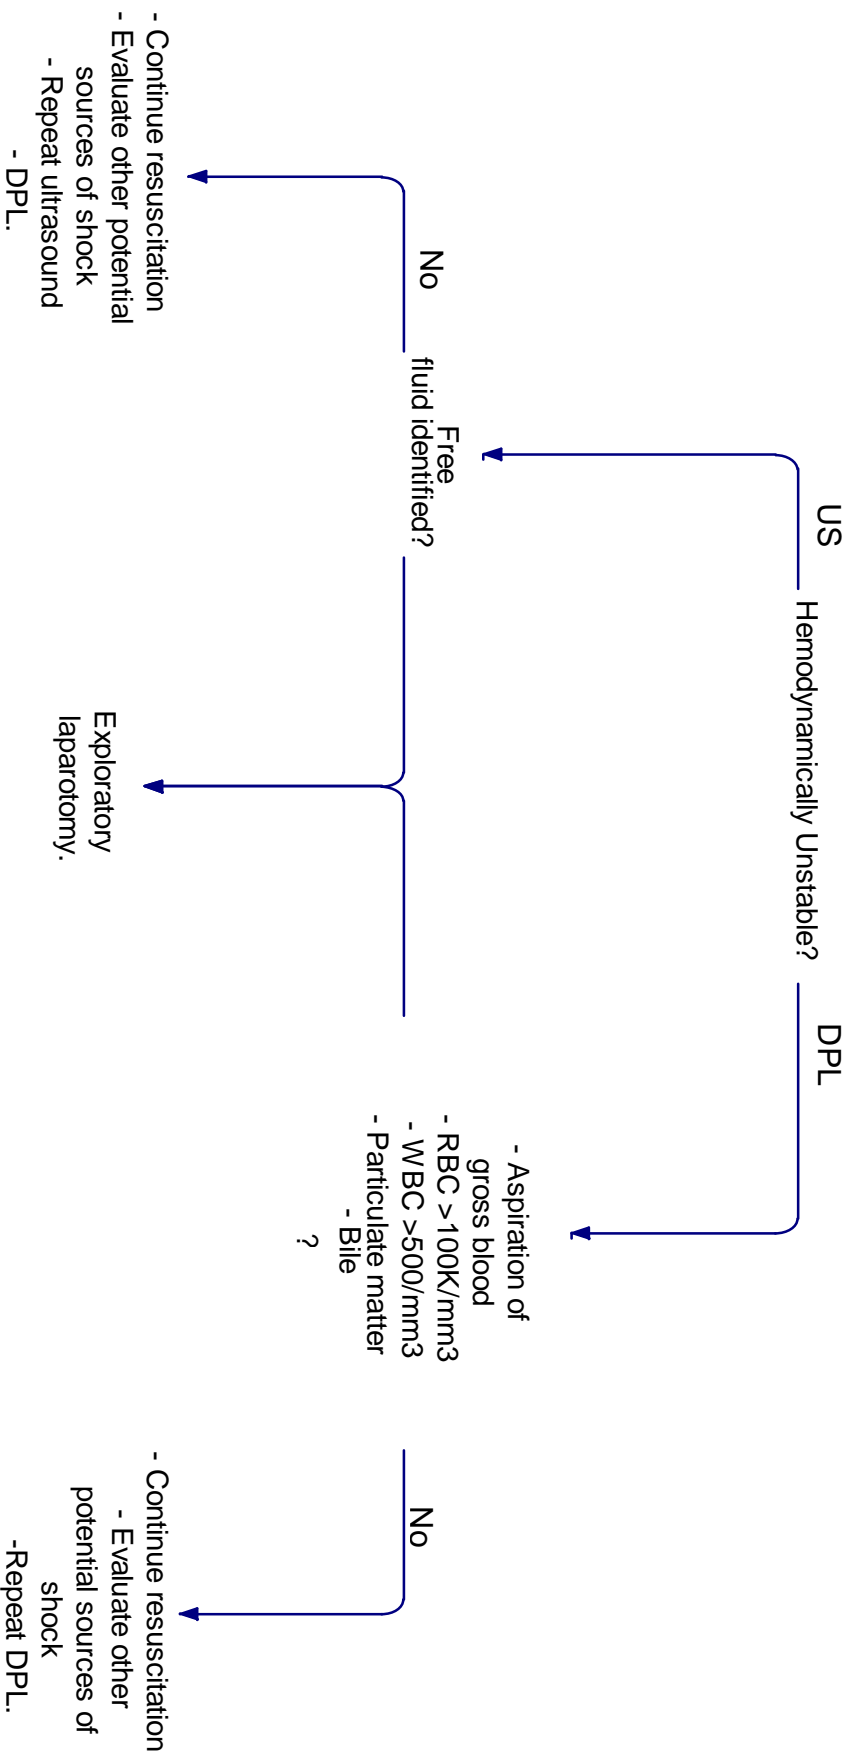 US
Hemodynamically Unstable?
DPL
Free
fluid identified?
- Aspiration of
gross blood
- RBC >100K/mm3
- WBC >500/mm3
- Particulate matter
- Bile
?
No
No
- Continue resuscitation
- Evaluate other potential
sources of shock
- Repeat ultrasound
- DPL.
Exploratory
laparotomy.
- Continue resuscitation
- Evaluate other
potential sources of
shock
-Repeat DPL.